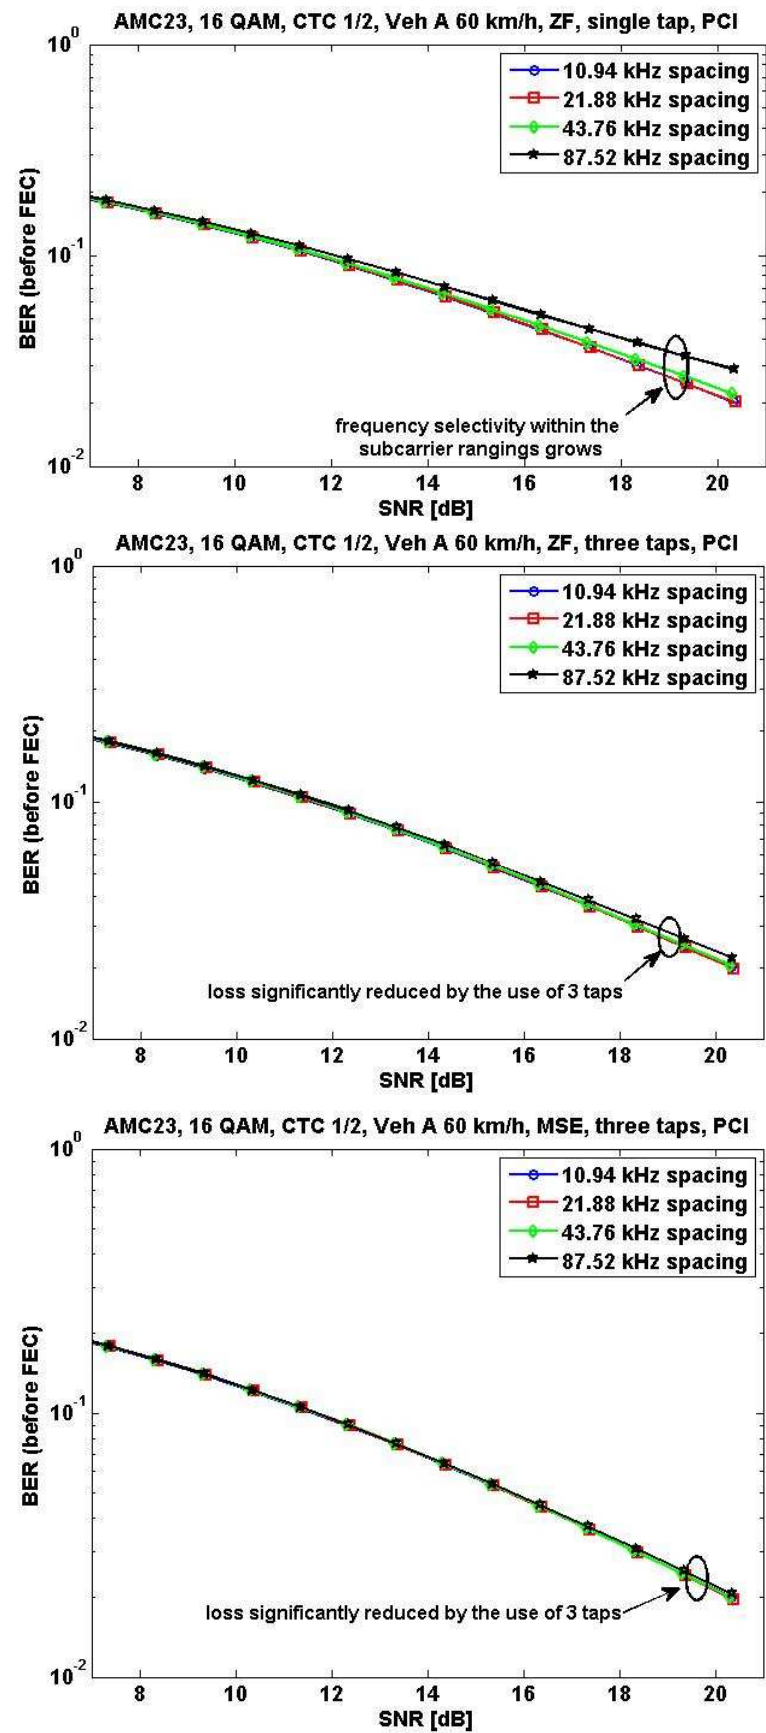 AMC23, 16 QAM, CTC 1/2, Veh A 60 km/h, ZF, single tap, PCI
10.94 kHz spacing
21.88 kHz spacing
43.76 kHz spacing
87.52 kHz spacing
10^0
10^-1
10^-2
BER (before FEC)
frequency selectivity within the
subcarrier rangings grows
8 10 12 14 16 18 20
SNR [dB]
AMC23, 16 QAM, CTC 1/2, Veh A 60 km/h, ZF, three taps, PCI
10.94 kHz spacing
21.88 kHz spacing
43.76 kHz spacing
87.52 kHz spacing
10^0
10^-1
10^-2
BER (before FEC)
loss significantly reduced by the use of 3 taps
8 10 12 14 16 18 20
SNR [dB]
AMC23, 16 QAM, CTC 1/2, Veh A 60 km/h, MSE, three taps, PCI
10.94 kHz spacing
21.88 kHz spacing
43.76 kHz spacing
87.52 kHz spacing
10^0
10^-1
10^-2
BER (before FEC)
loss significantly reduced by the use of 3 taps
8 10 12 14 16 18 20
SNR [dB]